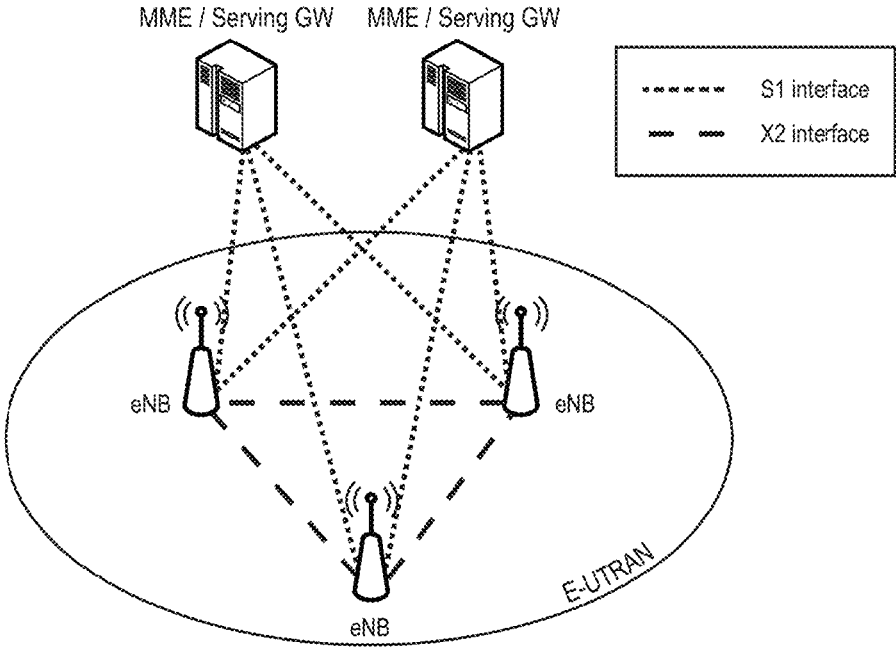 MME / Serving GW MME / Serving GW
S1 interface
X2 interface
eNB eNB
E-UTRAN
eNB